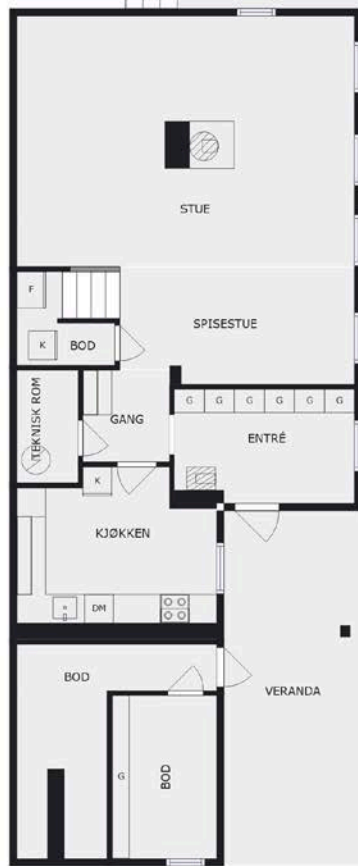 STUE
F
SPISESTUE
K
BOD
TEKNISK ROM
GANG
G G G G G G
ENTRÉ
K
KJØKKEN
DM
BOD
VERANDA
G
BOD